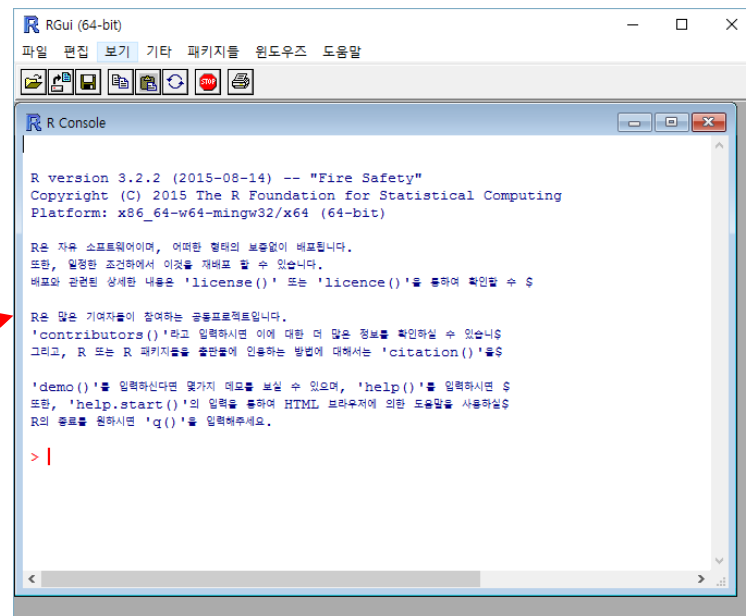 RGui (64-bit)
파일 편집 보기 기타 패키지들 윈도우즈 도움말
STOP
R Console
R version 3.2.2 (2015-08-14) -- "Fire Safety"
Copyright (C) 2015 The R Foundation for Statistical Computing
Platform: x86_64-w64-mingw32/x64 (64-bit)
R은 자유 소프트웨어이며, 어떠한 형태의 보증없이 배포됩니다.
또한, 일정한 조건하에서 이것을 재배포 할 수 있습니다.
배포와 관련된 상세한 내용은 'license()' 또는 'licence()'을 통하여 확인할 수 $
R은 많은 기여자들이 참여하는 공동프로젝트입니다.
'contributors()'라고 입력하시면 이에 대한 더 많은 정보를 확인하실 수 있습니$
그리고, R 또는 R 패키지들을 출판물에 인용하는 방법에 대해서는 'citation()'을$
'demo()'를 입력하신다면 몇가지 데모를 보실 수 있으며, 'help()'를 입력하시면 $
또한, 'help.start()'의 입력을 통하여 HTML 브라우저에 의한 도움말을 사용하실$
R의 종료를 원하시면 'q()'을 입력해주세요.
>